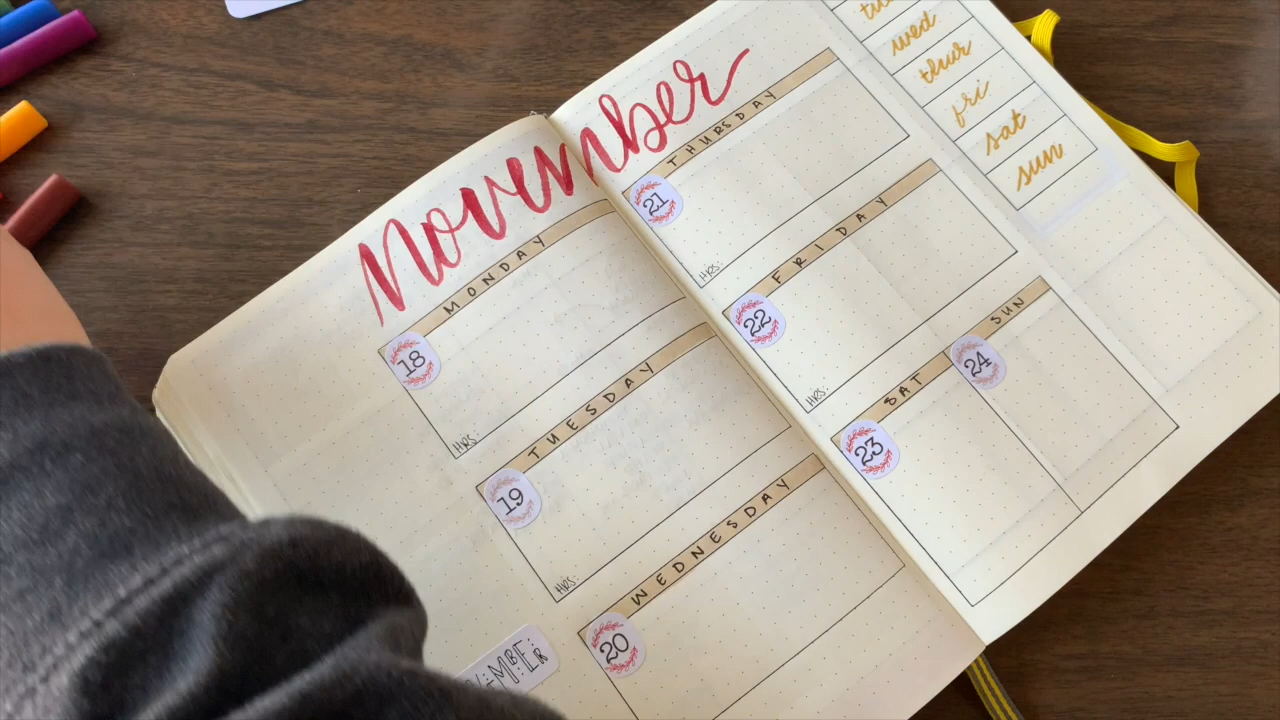 November
MONDAY
18
HRS:
TUESDAY
19
HRS:
WEDNESDAY
20
THURSDAY
21
HRS:
FRIDAY
22
HRS:
SAT
23
SUN
24
wed
thur
fri
sat
sun